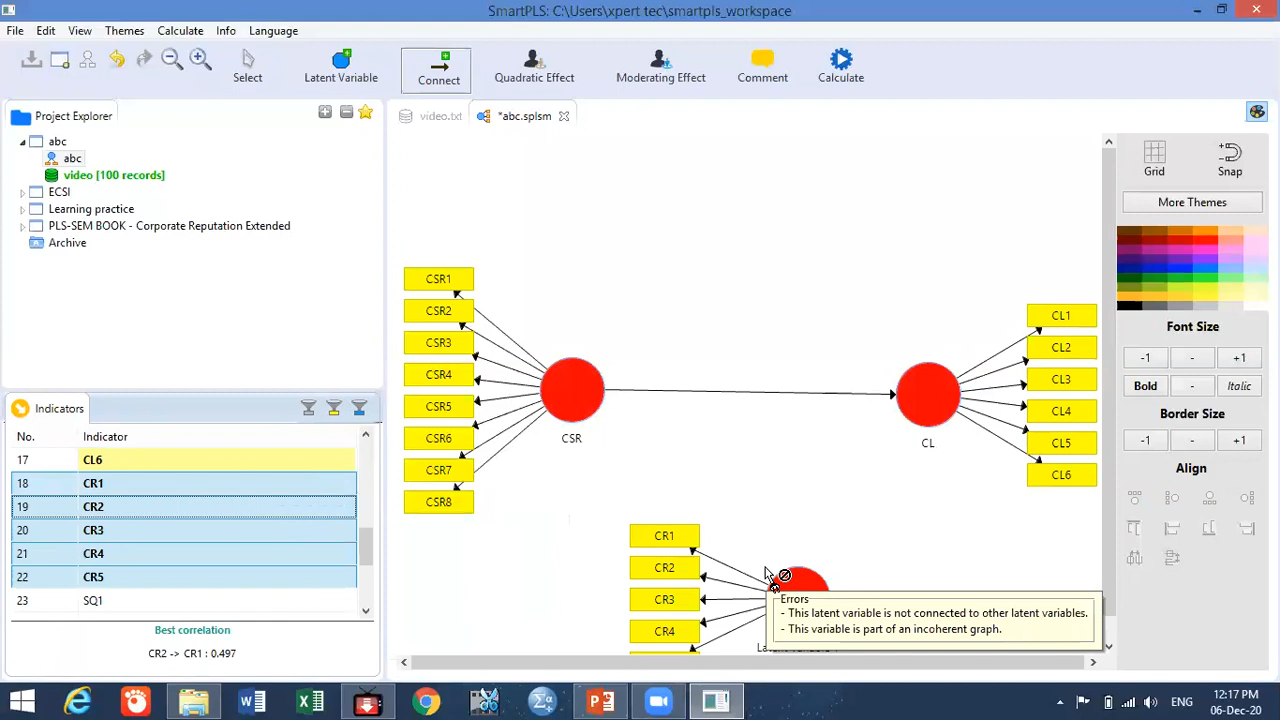 SmartPLS: C:\Users\xpert tec\smartpls_workspace
File Edit View Themes Calculate Info Language
Select
Latent Variable
Connect
Quadratic Effect
Moderating Effect
Comment
Calculate
Project Explorer
abc
abc
video [100 records]
ECSI
Learning practice
PLS-SEM BOOK - Corporate Reputation Extended
Archive
Indicators
No. Indicator
17 CL6
18 CR1
19 CR2
20 CR3
21 CR4
22 CR5
23 SQ1
Best correlation
CR2 -> CR1 : 0.497
video.txt
*abc.splsm
CSR1
CSR2
CSR3
CSR4
CSR5
CSR6
CSR7
CSR8
CSR
CL
CL1
CL2
CL3
CL4
CL5
CL6
CR1
CR2
CR3
CR4
Errors
- This latent variable is not connected to other latent variables.
- This variable is part of an incoherent graph.
Grid
Snap
More Themes
Font Size
-1 - +1
Bold - Italic
Border Size
-1 - +1
Align
ENG
12:17 PM
06-Dec-20